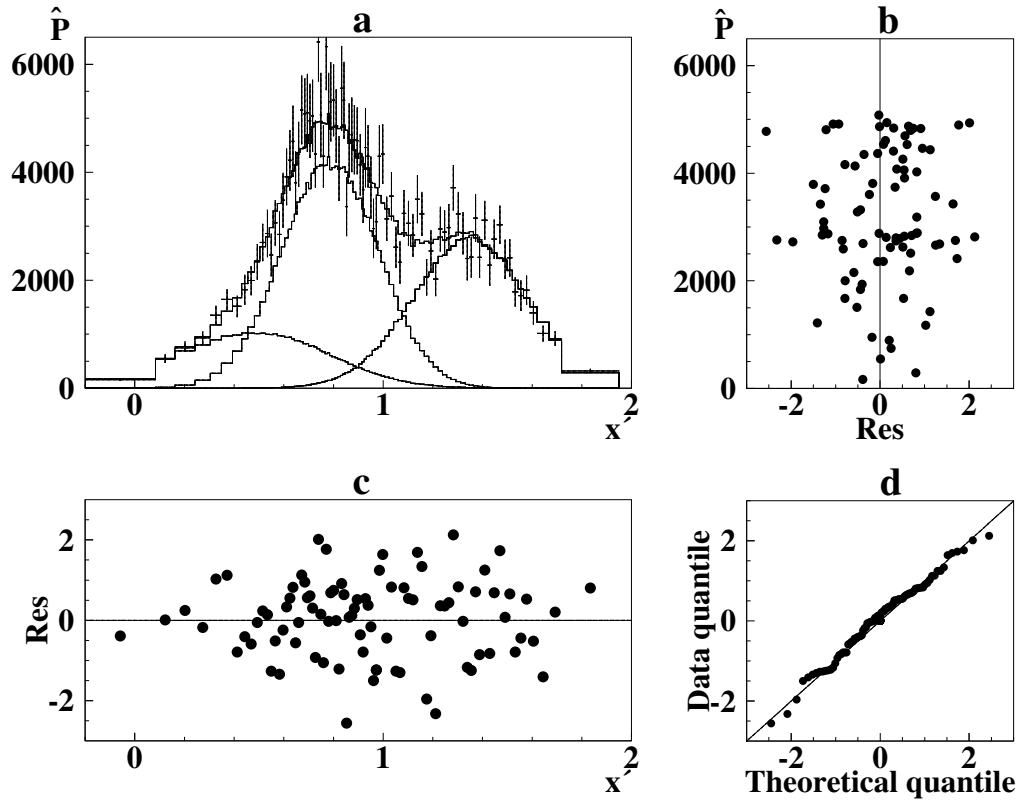 a
P̂
6000
4000
2000
0
0 1 2
x´
b
P̂
6000
4000
2000
0
-2 0 2
Res
c
Res
2
0
-2
0 1 2
x´
d
Data quantile
2
0
-2
-2 0 2
Theoretical quantile